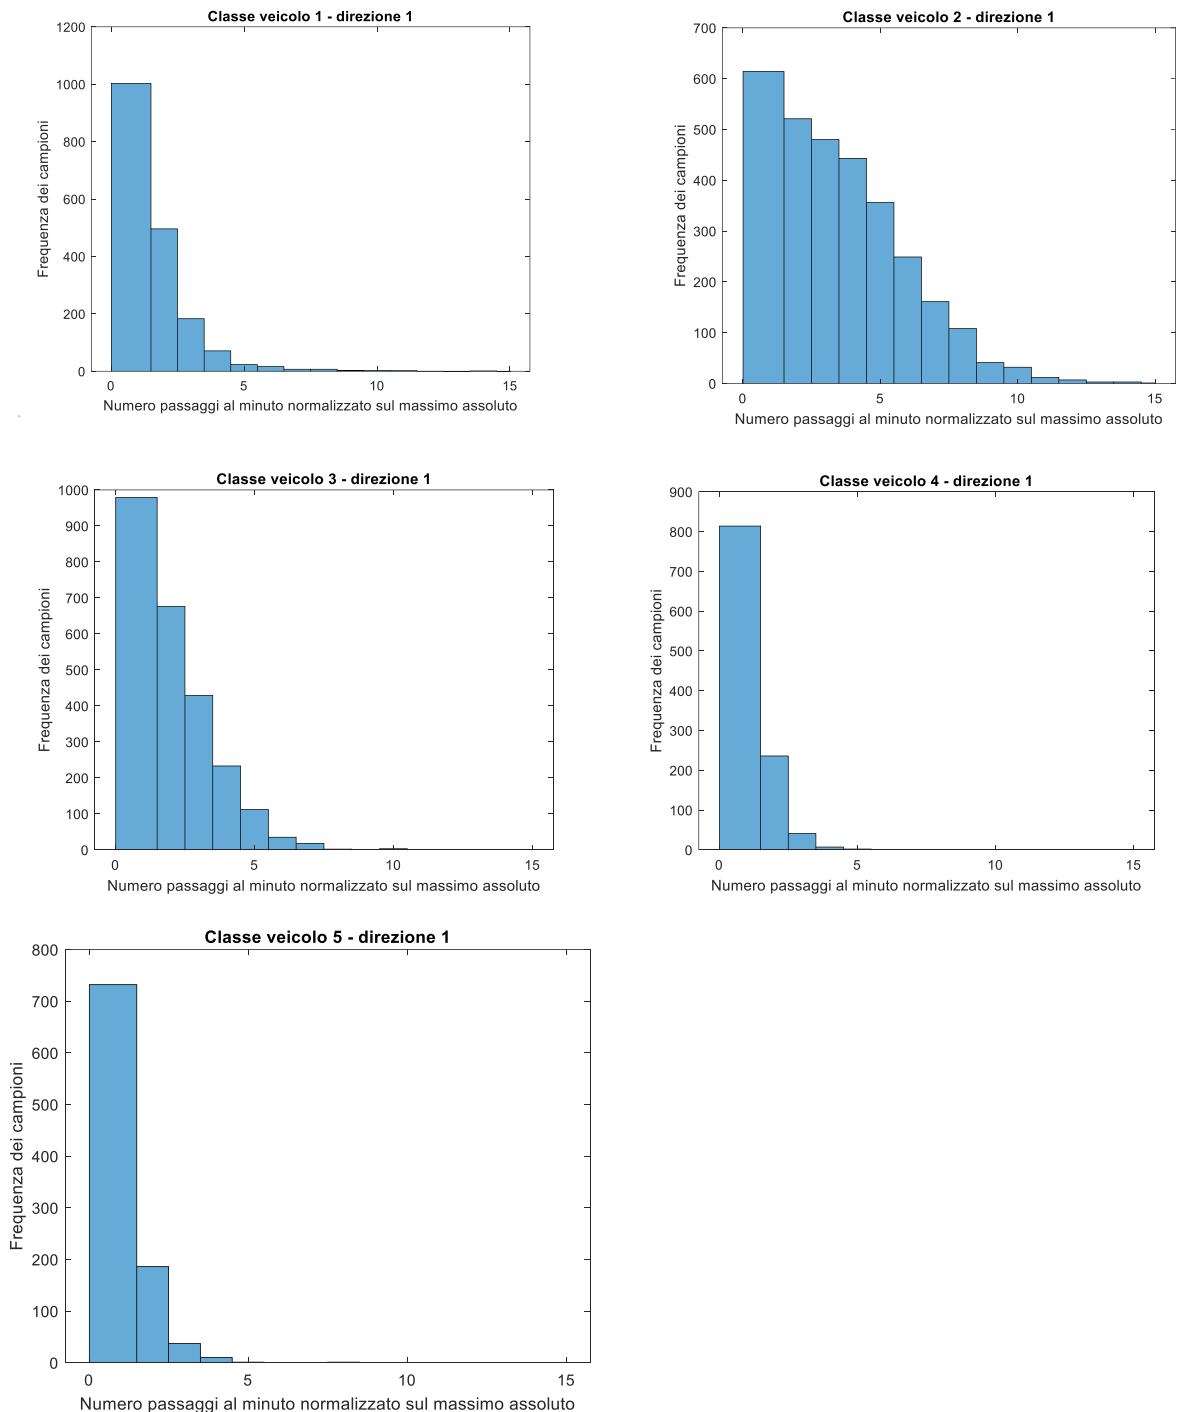 Classe veicolo 1 - direzione 1
1200
1000
800
600
400
200
0
Frequenza dei campioni
0 5 10 15
Numero passaggi al minuto normalizzato sul massimo assoluto
Classe veicolo 2 - direzione 1
700
600
500
400
300
200
100
0
Frequenza dei campioni
0 5 10 15
Numero passaggi al minuto normalizzato sul massimo assoluto
Classe veicolo 3 - direzione 1
1000
900
800
700
600
500
400
300
200
100
0
Frequenza dei campioni
0 5 10 15
Numero passaggi al minuto normalizzato sul massimo assoluto
Classe veicolo 4 - direzione 1
900
800
700
600
500
400
300
200
100
0
Frequenza dei campioni
0 5 10 15
Numero passaggi al minuto normalizzato sul massimo assoluto
Classe veicolo 5 - direzione 1
800
700
600
500
400
300
200
100
0
Frequenza dei campioni
0 5 10 15
Numero passaggi al minuto normalizzato sul massimo assoluto